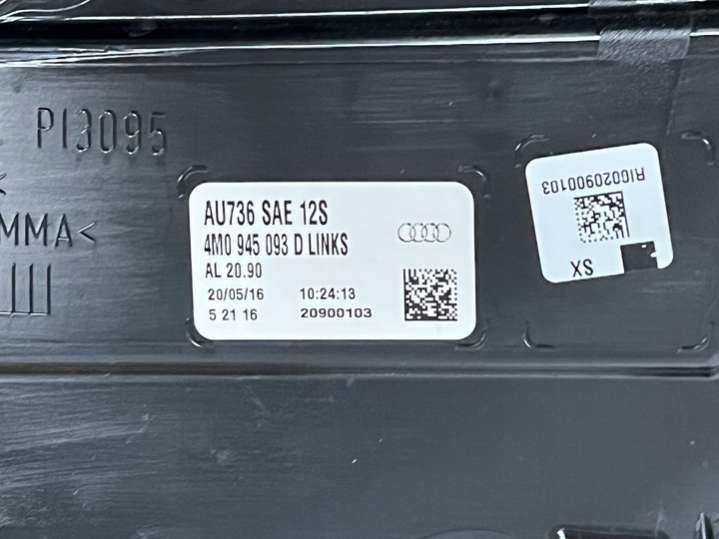 PI3095
MMA<
AU736 SAE 12S
4M0 945 093 D LINKS
AL 20.90
20/05/16 10:24:13
5 21 16 20900103
RIG020900103
SX